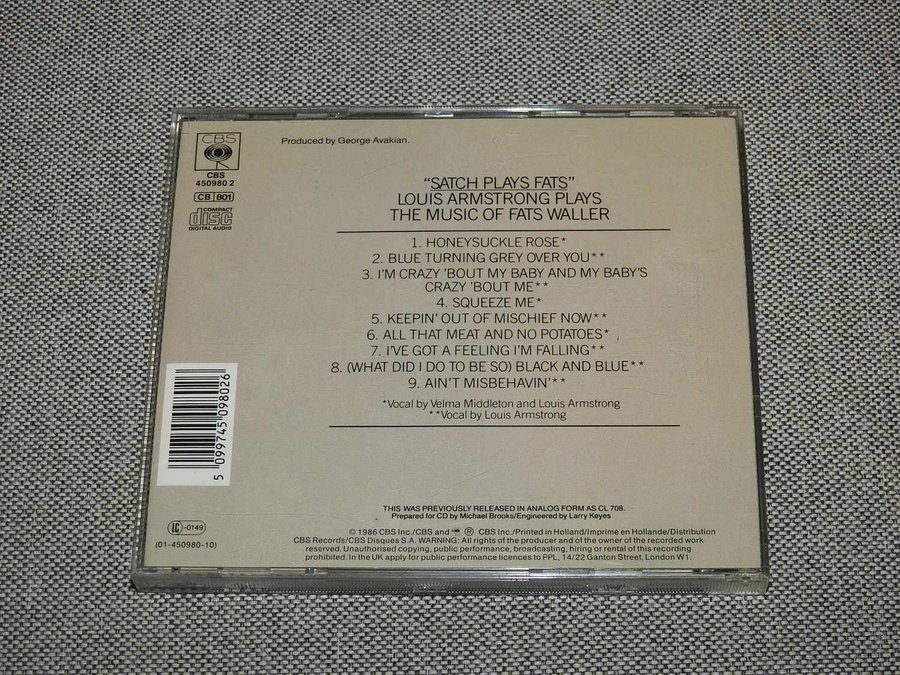 CBS
CBS
450980 2
CB 801
COMPACT
disc
DIGITAL AUDIO
Produced by George Avakian.
"SATCH PLAYS FATS"
LOUIS ARMSTRONG PLAYS
THE MUSIC OF FATS WALLER
1. HONEYSUCKLE ROSE*
2. BLUE TURNING GREY OVER YOU**
3. I'M CRAZY 'BOUT MY BABY AND MY BABY'S
CRAZY 'BOUT ME**
4. SQUEEZE ME*
5. KEEPIN' OUT OF MISCHIEF NOW**
6. ALL THAT MEAT AND NO POTATOES*
7. I'VE GOT A FEELING I'M FALLING**
8. (WHAT DID I DO TO BE SO) BLACK AND BLUE**
9. AIN'T MISBEHAVIN'**
*Vocal by Velma Middleton and Louis Armstrong
**Vocal by Louis Armstrong
5 099745 098026
THIS WAS PREVIOUSLY RELEASED IN ANALOG FORM AS CL 708.
Prepared for CD by Michael Brooks/Engineered by Larry Keyes
LC-0149
(01-450980-10)
© 1986 CBS Inc./CBS and ℗ CBS Inc./Printed in Holland/Imprimé en Hollande/Distribution
CBS Records/CBS Disques S.A. WARNING: All rights of the producer and of the owner of the recorded work
reserved. Unauthorised copying, public performance, broadcasting, hiring or rental of this recording
prohibited. In the UK apply for public performance licences to PPL, 14/22 Ganton Street, London W1.